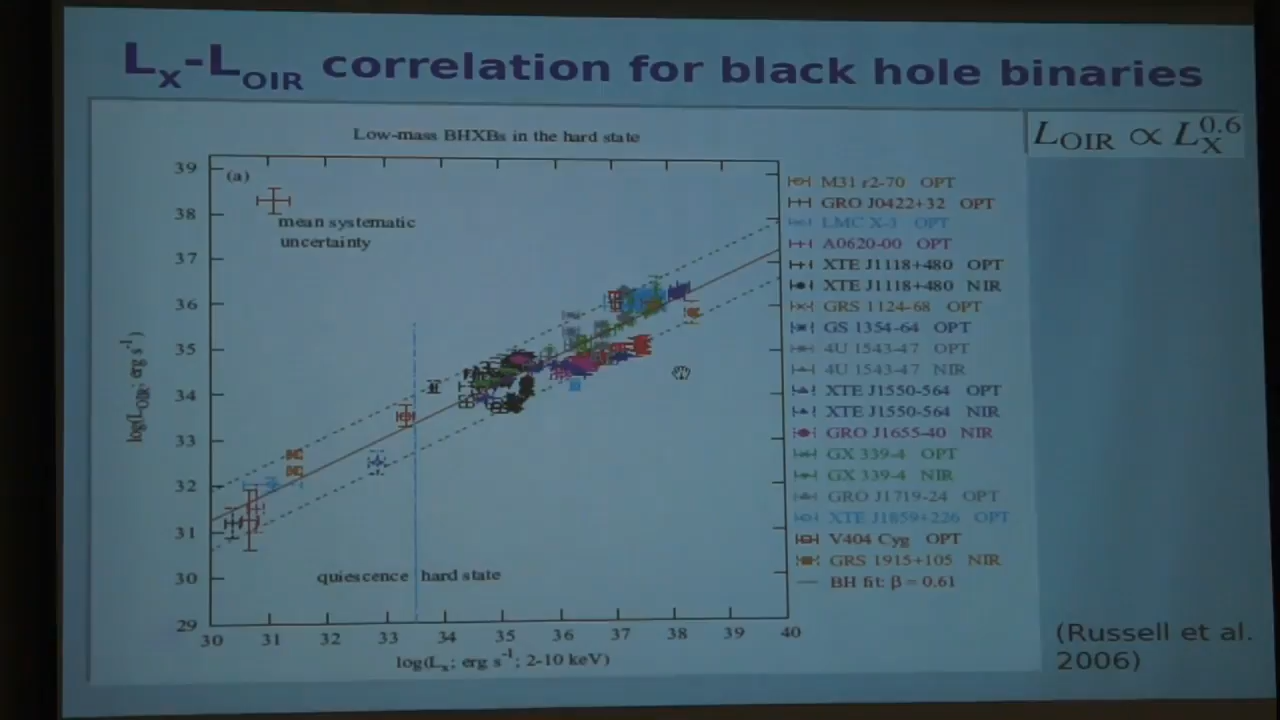 Lx-LOIR correlation for black hole binaries
LOIR ∝ LX^0.6
Low-mass BHXBs in the hard state
(a)
mean systematic
uncertainty
39
38
37
36
35
34
33
32
31
30
29
log(LOIR; erg s^-1)
quiescence hard state
30 31 32 33 34 35 36 37 38 39 40
log(Lx; erg s^-1; 2-10 keV)
M31 r2-70 OPT
GRO J0422+32 OPT
LMC X-3 OPT
A0620-00 OPT
XTE J1118+480 OPT
XTE J1118+480 NIR
GRS 1124-68 OPT
GS 1354-64 OPT
4U 1543-47 OPT
4U 1543-47 NIR
XTE J1550-564 OPT
XTE J1550-564 NIR
GRO J1655-40 NIR
GX 339-4 OPT
GX 339-4 NIR
GRO J1719-24 OPT
XTE J1859+226 OPT
V404 Cyg OPT
GRS 1915+105 NIR
BH fit: β = 0.61
(Russell et al.
2006)